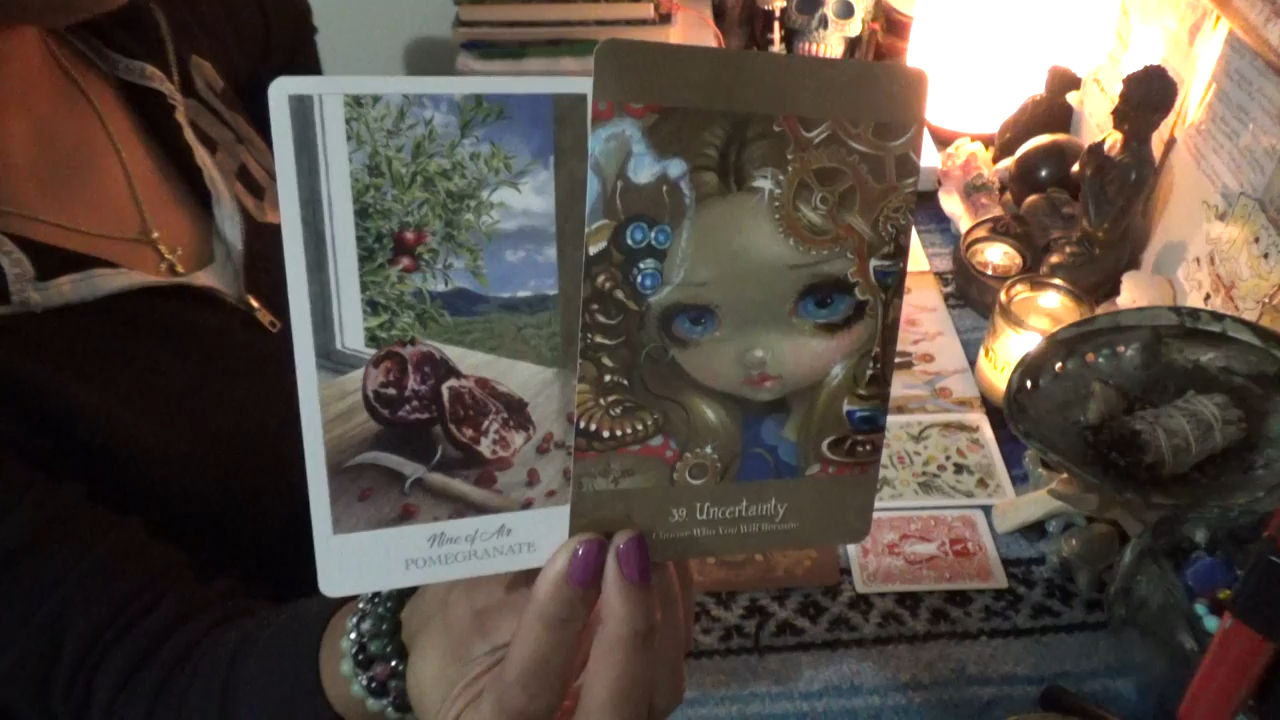 Nine of Air
POMEGRANATE
39. Uncertainty
Choose Who You Will Become